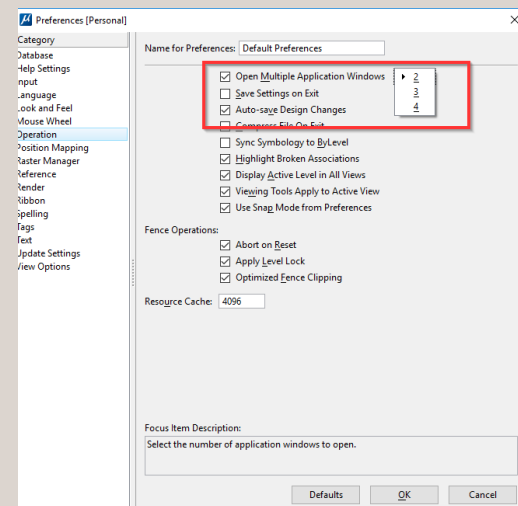 Preferences [Personal]
Category
Database
Help Settings
Input
Language
Look and Feel
Mouse Wheel
Operation
Position Mapping
Raster Manager
Reference
Render
Ribbon
Spelling
Tags
Text
Update Settings
View Options
Name for Preferences: Default Preferences
Open Multiple Application Windows
2
3
4
Save Settings on Exit
Auto-save Design Changes
Compress File On Exit
Sync Symbology to ByLevel
Highlight Broken Associations
Display Active Level in All Views
Viewing Tools Apply to Active View
Use Snap Mode from Preferences
Fence Operations:
Abort on Reset
Apply Level Lock
Optimized Fence Clipping
Resource Cache: 4096
Focus Item Description:
Select the number of application windows to open.
Defaults
OK
Cancel